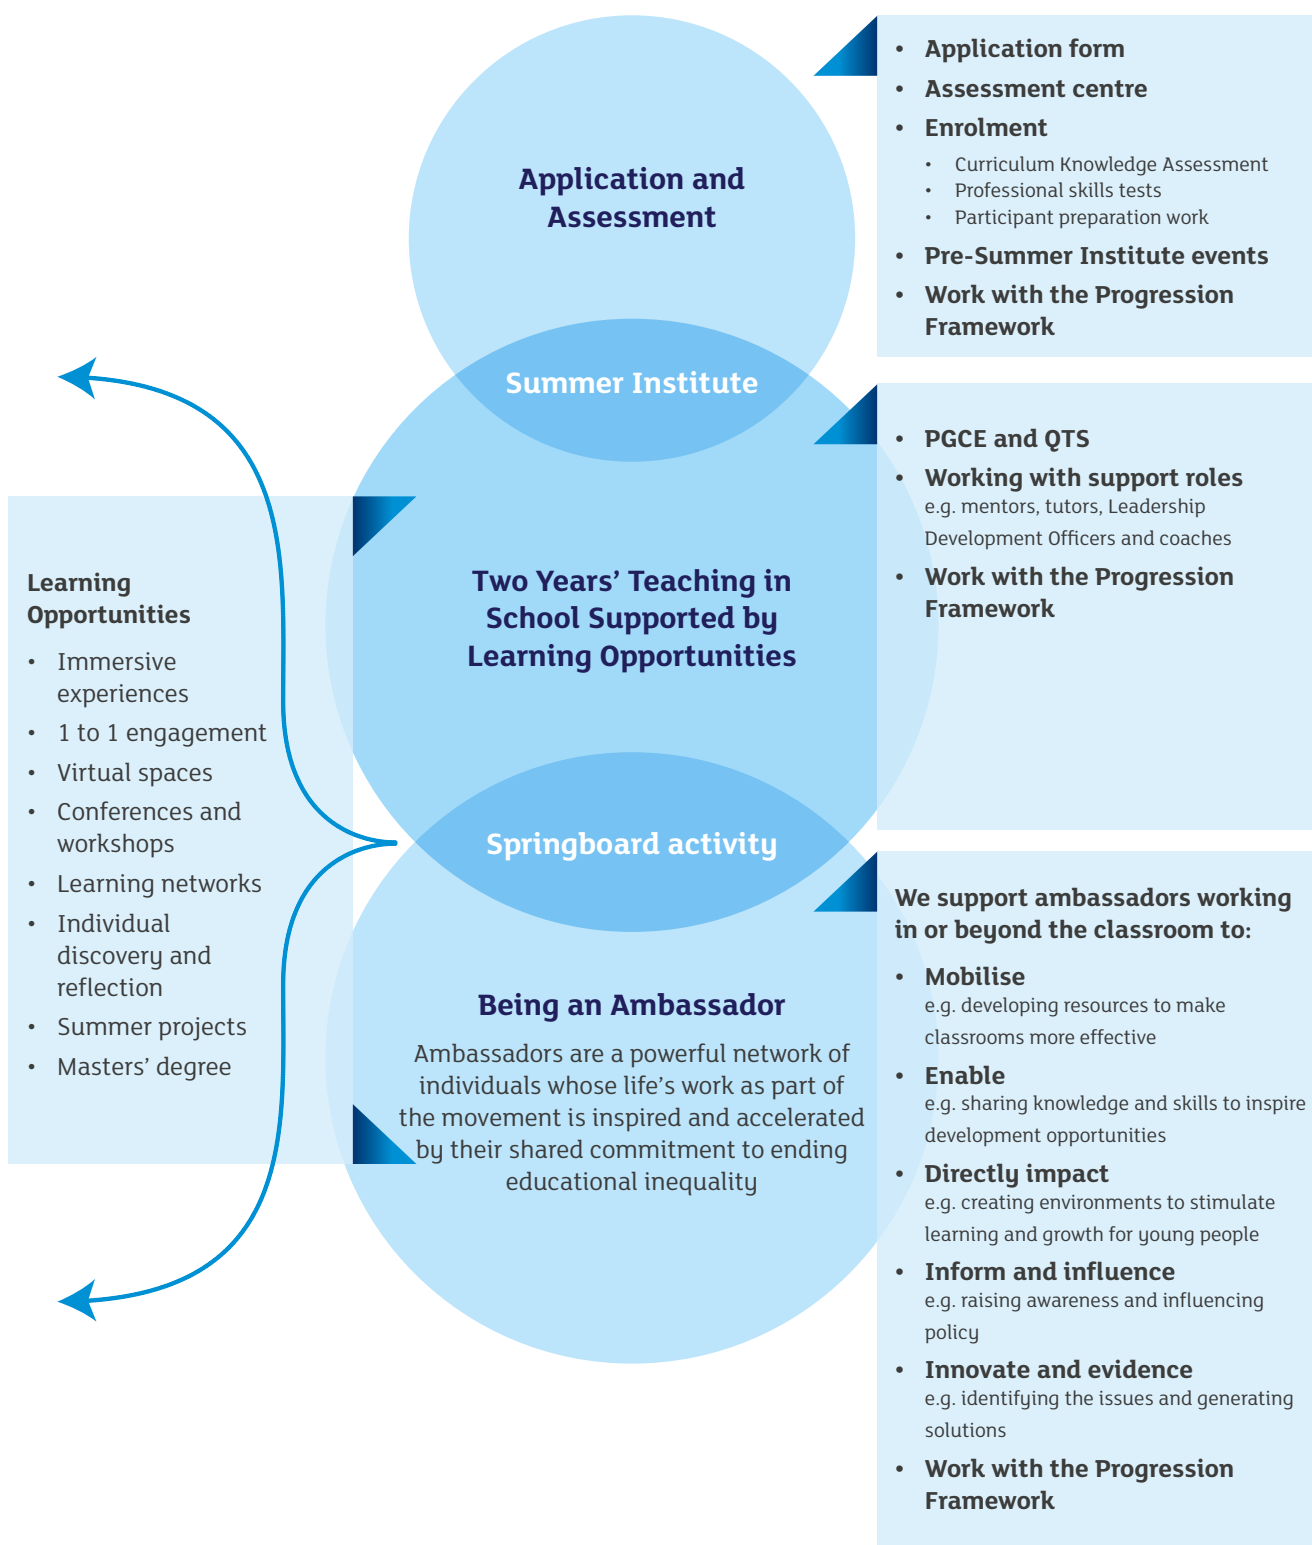 Application and
Assessment
• Application form
• Assessment centre
• Enrolment
• Curriculum Knowledge Assessment
• Professional skills tests
• Participant preparation work
• Pre-Summer Institute events
• Work with the Progression
Framework
Summer Institute
Two Years’ Teaching in
School Supported by
Learning Opportunities
• PGCE and QTS
• Working with support roles
e.g. mentors, tutors, Leadership
Development Officers and coaches
• Work with the Progression
Framework
Learning
Opportunities
• Immersive
experiences
• 1 to 1 engagement
• Virtual spaces
• Conferences and
workshops
• Learning networks
• Individual
discovery and
reflection
• Summer projects
• Masters’ degree
Springboard activity
Being an Ambassador
Ambassadors are a powerful network of
individuals whose life’s work as part of
the movement is inspired and accelerated
by their shared commitment to ending
educational inequality
We support ambassadors working
in or beyond the classroom to:
• Mobilise
e.g. developing resources to make
classrooms more effective
• Enable
e.g. sharing knowledge and skills to inspire
development opportunities
• Directly impact
e.g. creating environments to stimulate
learning and growth for young people
• Inform and influence
e.g. raising awareness and influencing
policy
• Innovate and evidence
e.g. identifying the issues and generating
solutions
• Work with the Progression
Framework